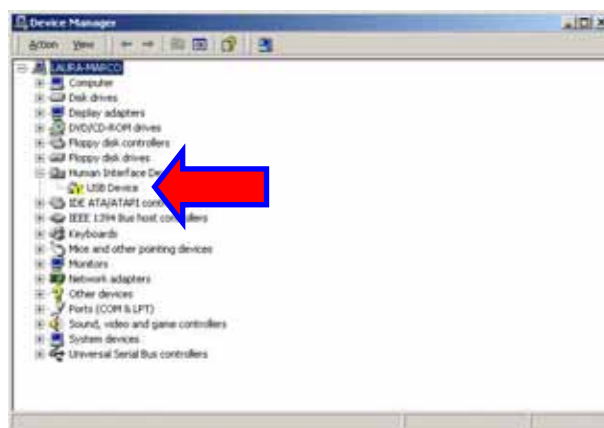 Device Manager
Action View
LAURA-MARCO
Computer
Disk drives
Display adapters
DVD/CD-ROM drives
Floppy disk controllers
Floppy disk drives
Human Interface De
USB Device
IDE ATA/ATAPI cont
IEEE 1394 Bus host con ollers
Keyboards
Mice and other pointing devices
Monitors
Network adapters
Other devices
Ports (COM & LPT)
Sound, video and game controllers
System devices
Universal Serial Bus controllers